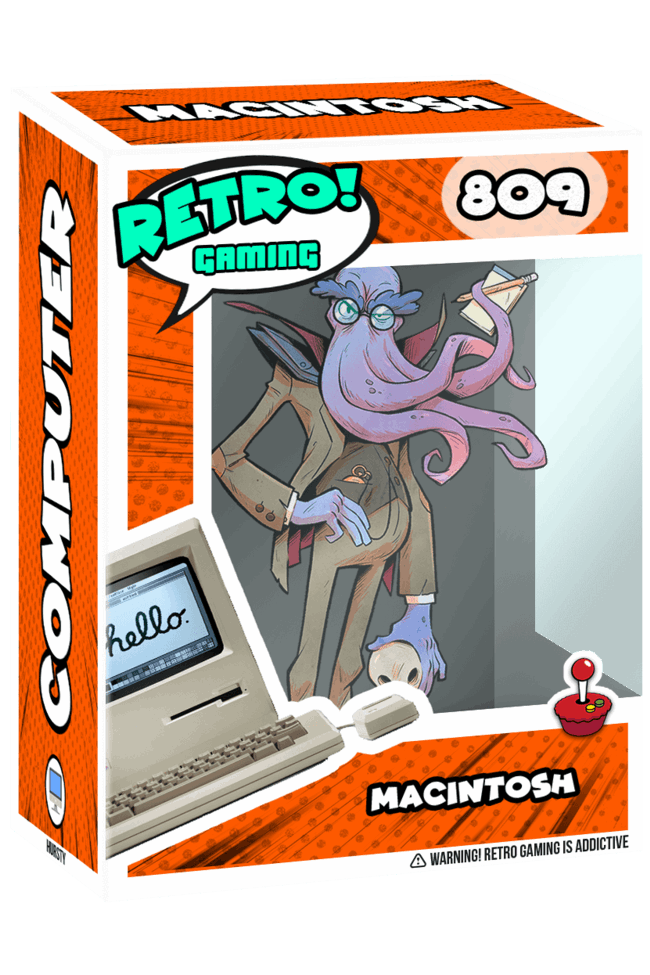 MACINTOSH
RETRO!
GAMING
809
COMPUTER
hello.
MACINTOSH
HURSTY
WARNING! RETRO GAMING IS ADDICTIVE